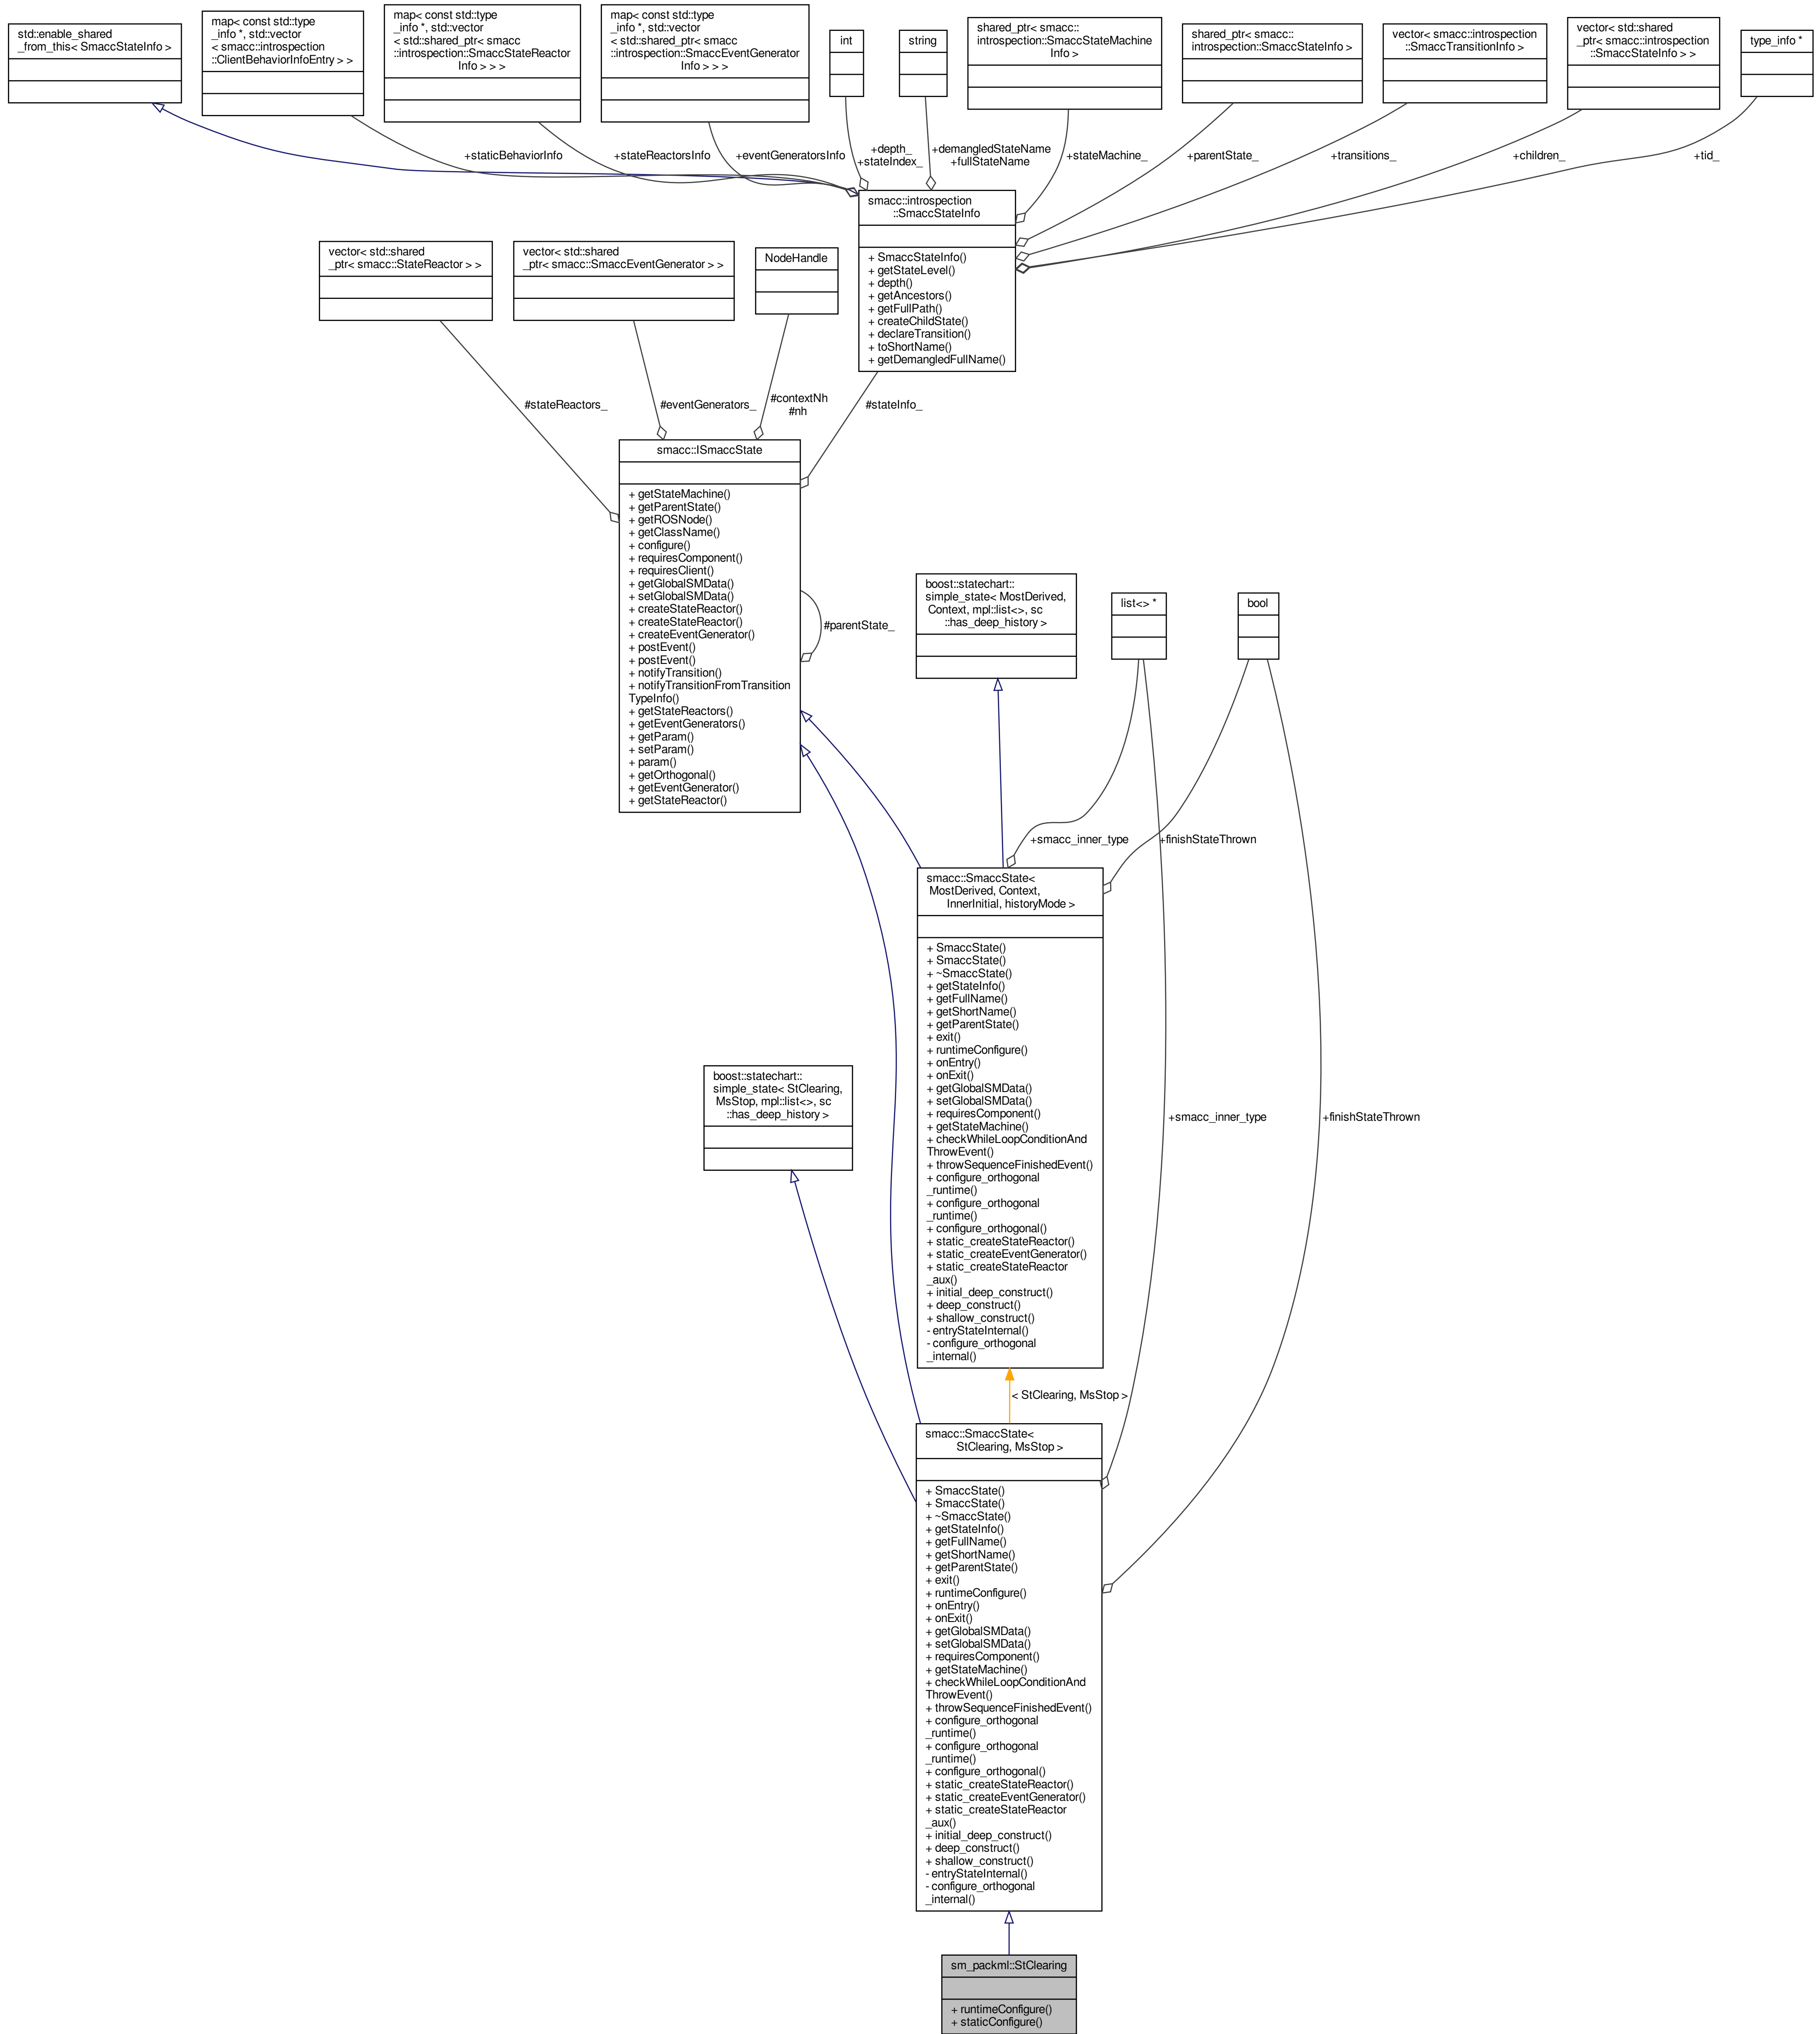 std::enable_shared
_from_this< SmaccStateInfo >
map< const std::type
_info *, std::vector
< smacc::introspection
::ClientBehaviorInfoEntry > >
map< const std::type
_info *, std::vector
< std::shared_ptr< smacc
::introspection::SmaccStateReactor
Info > > >
map< const std::type
_info *, std::vector
< std::shared_ptr< smacc
::introspection::SmaccEventGenerator
Info > > >
int
string
shared_ptr< smacc::
introspection::SmaccStateMachine
Info >
shared_ptr< smacc::
introspection::SmaccStateInfo >
vector< smacc::introspection
::SmaccTransitionInfo >
vector< std::shared
_ptr< smacc::introspection
::SmaccStateInfo > >
type_info *
+staticBehaviorInfo
+stateReactorsInfo
+eventGeneratorsInfo
+depth_
+stateIndex_
+demangledStateName
+fullStateName
+stateMachine_
+parentState_
+transitions_
+children_
+tid_
smacc::introspection
::SmaccStateInfo
+ SmaccStateInfo()
+ getStateLevel()
+ depth()
+ getAncestors()
+ getFullPath()
+ createChildState()
+ declareTransition()
+ toShortName()
+ getDemangledFullName()
vector< std::shared
_ptr< smacc::StateReactor > >
vector< std::shared
_ptr< smacc::SmaccEventGenerator > >
NodeHandle
#stateReactors_
#eventGenerators_
#contextNh
#nh
#stateInfo_
smacc::ISmaccState
+ getStateMachine()
+ getParentState()
+ getROSNode()
+ getClassName()
+ configure()
+ requiresComponent()
+ requiresClient()
+ getGlobalSMData()
+ setGlobalSMData()
+ createStateReactor()
+ createStateReactor()
+ createEventGenerator()
+ postEvent()
+ postEvent()
+ notifyTransition()
+ notifyTransitionFromTransition
TypeInfo()
+ getStateReactors()
+ getEventGenerators()
+ getParam()
+ setParam()
+ param()
+ getOrthogonal()
+ getEventGenerator()
+ getStateReactor()
#parentState_
boost::statechart::
simple_state< MostDerived,
Context, mpl::list<>, sc
::has_deep_history >
list<> *
bool
+smacc_inner_type
+finishStateThrown
smacc::SmaccState<
MostDerived, Context,
InnerInitial, historyMode >
+ SmaccState()
+ SmaccState()
+ ~SmaccState()
+ getStateInfo()
+ getFullName()
+ getShortName()
+ getParentState()
+ exit()
+ runtimeConfigure()
+ onEntry()
+ onExit()
+ getGlobalSMData()
+ setGlobalSMData()
+ requiresComponent()
+ getStateMachine()
+ checkWhileLoopConditionAnd
ThrowEvent()
+ throwSequenceFinishedEvent()
+ configure_orthogonal
_runtime()
+ configure_orthogonal
_runtime()
+ configure_orthogonal()
+ static_createStateReactor()
+ static_createEventGenerator()
+ static_createStateReactor
_aux()
+ initial_deep_construct()
+ deep_construct()
+ shallow_construct()
- entryStateInternal()
- configure_orthogonal
_internal()
boost::statechart::
simple_state< StClearing,
MsStop, mpl::list<>, sc
::has_deep_history >
+smacc_inner_type
+finishStateThrown
< StClearing, MsStop >
smacc::SmaccState<
StClearing, MsStop >
+ SmaccState()
+ SmaccState()
+ ~SmaccState()
+ getStateInfo()
+ getFullName()
+ getShortName()
+ getParentState()
+ exit()
+ runtimeConfigure()
+ onEntry()
+ onExit()
+ getGlobalSMData()
+ setGlobalSMData()
+ requiresComponent()
+ getStateMachine()
+ checkWhileLoopConditionAnd
ThrowEvent()
+ throwSequenceFinishedEvent()
+ configure_orthogonal
_runtime()
+ configure_orthogonal
_runtime()
+ configure_orthogonal()
+ static_createStateReactor()
+ static_createEventGenerator()
+ static_createStateReactor
_aux()
+ initial_deep_construct()
+ deep_construct()
+ shallow_construct()
- entryStateInternal()
- configure_orthogonal
_internal()
sm_packml::StClearing
+ runtimeConfigure()
+ staticConfigure()